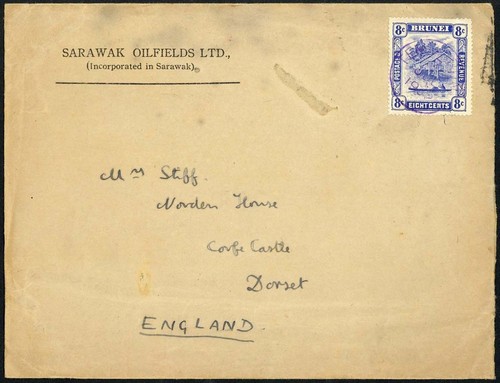 SARAWAK OILFIELDS LTD.,
(Incorporated in Sarawak).
8c BRUNEI 8c
POSTAGE REVENUE
8c EIGHT CENTS 8c
Mrs Stiff.
Norden House
Corfe Castle
Dorset
ENGLAND.